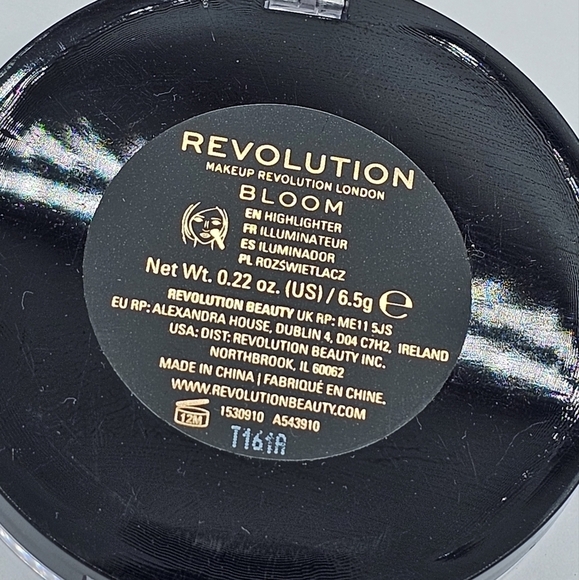 REVOLUTION
MAKEUP REVOLUTION LONDON
BLOOM
EN HIGHLIGHTER
FR ILLUMINATEUR
ES ILUMINADOR
PL ROZŚWIETLACZ
Net Wt. 0.22 oz. (US) / 6.5g ℮
REVOLUTION BEAUTY UK RP: ME11 5JS
EU RP: ALEXANDRA HOUSE, DUBLIN 4, D04 C7H2, IRELAND
USA: DIST: REVOLUTION BEAUTY INC.
NORTHBROOK, IL 60062
MADE IN CHINA | FABRIQUÉ EN CHINE.
WWW.REVOLUTIONBEAUTY.COM
12M 1530910 A543910
T161A